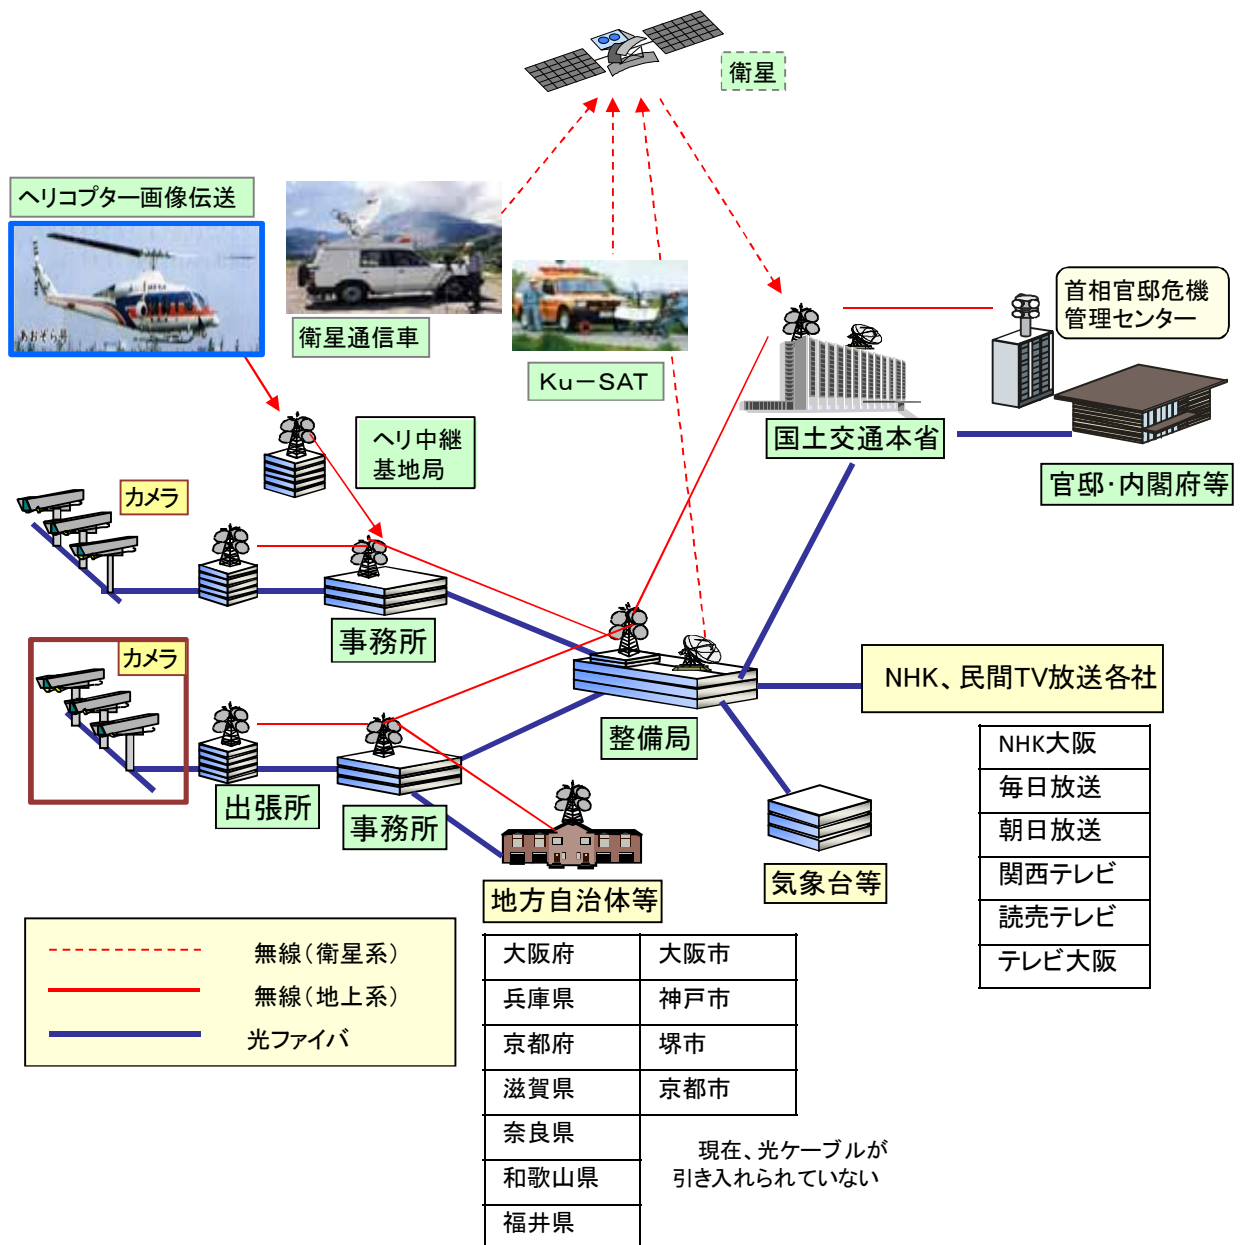 衛星
ヘリコプター画像伝送
あおぞら号
衛星通信車
Ku－SAT
首相官邸危機
管理センター
国土交通本省
官邸・内閣府等
ヘリ中継
基地局
カメラ
事務所
カメラ
出張所
事務所
整備局
NHK、民間TV放送各社
NHK大阪
毎日放送
朝日放送
関西テレビ
読売テレビ
テレビ大阪
気象台等
地方自治体等
大阪府 大阪市
兵庫県 神戸市
京都府 堺市
滋賀県 京都市
奈良県
和歌山県
福井県
現在、光ケーブルが
引き入れられていない
無線（衛星系）
無線（地上系）
光ファイバ